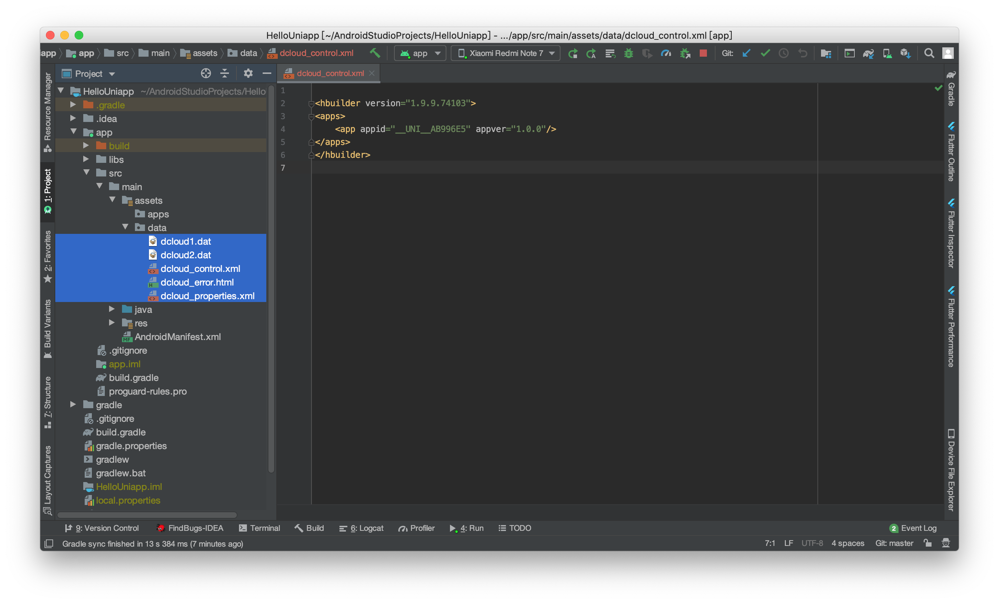 HelloUniapp [~/AndroidStudioProjects/HelloUniapp] - .../app/src/main/assets/data/dcloud_control.xml [app]
app src main assets data dcloud_control.xml app Xiaomi Redmi Note 7 Git:
Project
dcloud_control.xml
HelloUniapp ~/AndroidStudioProjects/Hello
.gradle
.idea
app
build
libs
src
main
assets
apps
data
dcloud1.dat
dcloud2.dat
dcloud_control.xml
dcloud_error.html
dcloud_properties.xml
java
res
AndroidManifest.xml
.gitignore
app.iml
build.gradle
proguard-rules.pro
gradle
.gitignore
build.gradle
gradle.properties
gradlew
gradlew.bat
HelloUniapp.iml
local.properties
1
2 <hbuilder version="1.9.9.74103">
3 <apps>
4 <app appid="__UNI__AB996E5" appver="1.0.0"/>
5 </apps>
6 </hbuilder>
7
Resource Manager
1: Project
2: Favorites
Build Variants
7: Structure
Layout Captures
Gradle
Flutter Outline
Flutter Inspector
Flutter Performance
Device File Explorer
9: Version Control FindBugs-IDEA Terminal Build 6: Logcat Profiler 4: Run TODO 2 Event Log
Gradle sync finished in 13 s 384 ms (7 minutes ago) 7:1 LF UTF-8 4 spaces Git: master